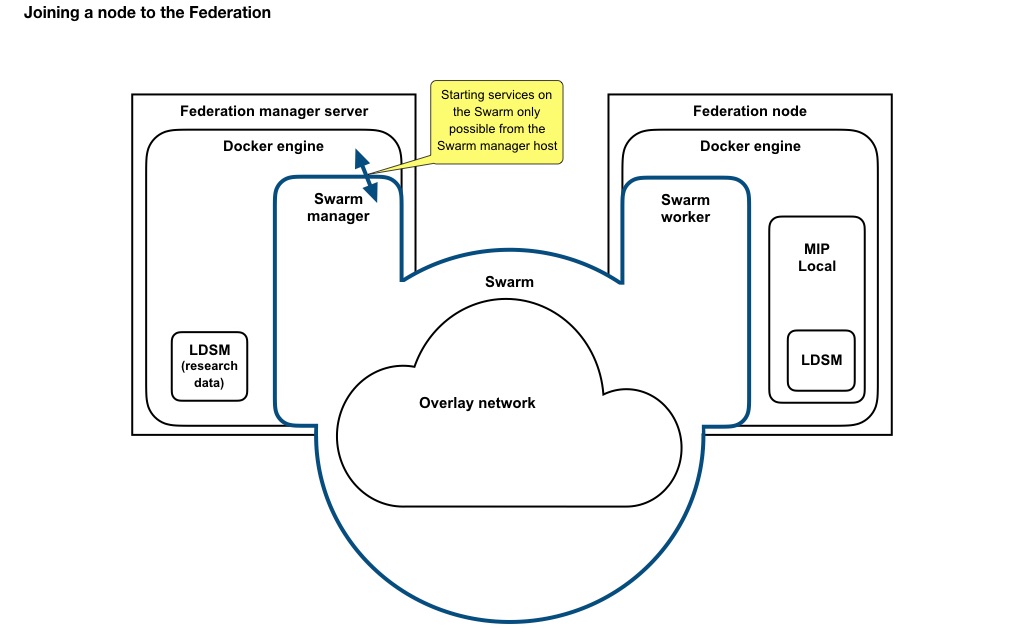 Joining a node to the Federation
Federation manager server
Docker engine
Starting services on
the Swarm only
possible from the
Swarm manager host
Swarm
manager
LDSM
(research
data)
Federation node
Docker engine
Swarm
worker
MIP
Local
LDSM
Swarm
Overlay network